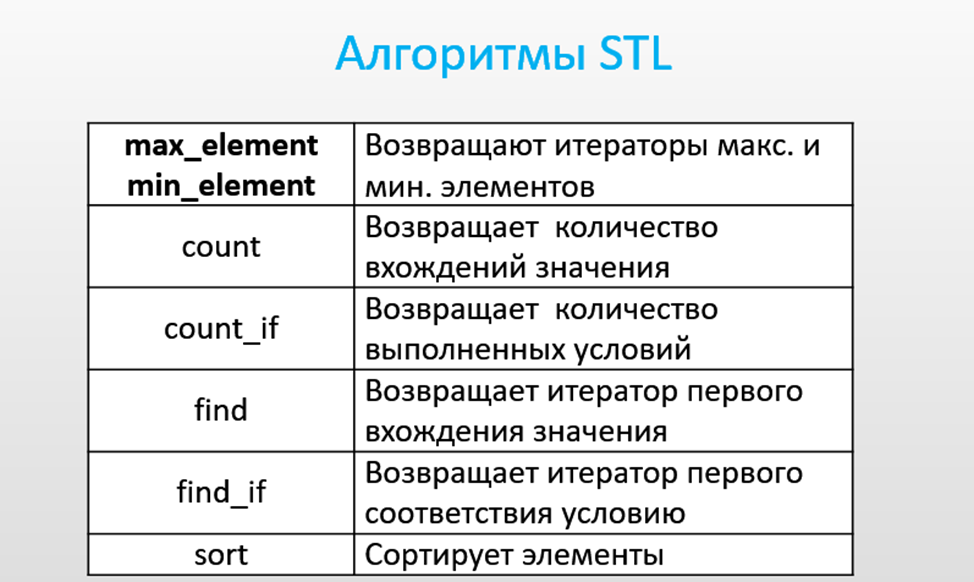 Алгоритмы STL
max_element
min_element
Возвращают итераторы макс. и
мин. элементов
count
Возвращает количество
вхождений значения
count_if
Возвращает количество
выполненных условий
find
Возвращает итератор первого
вхождения значения
find_if
Возвращает итератор первого
соответствия условию
sort
Сортирует элементы